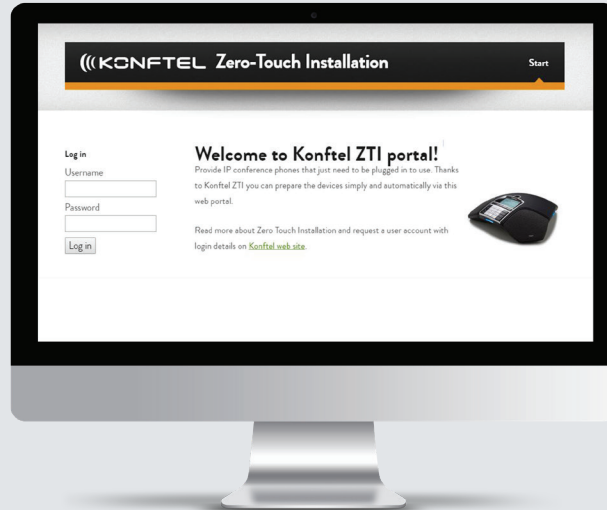 KONFTEL Zero-Touch Installation
Start
Log in
Username
Password
Log in
Welcome to Konftel ZTI portal!
Provide IP conference phones that just need to be plugged in to use. Thanks
to Konftel ZTI you can prepare the devices simply and automatically via this
web portal.
Read more about Zero Touch Installation and request a user account with
login details on Konftel web site.